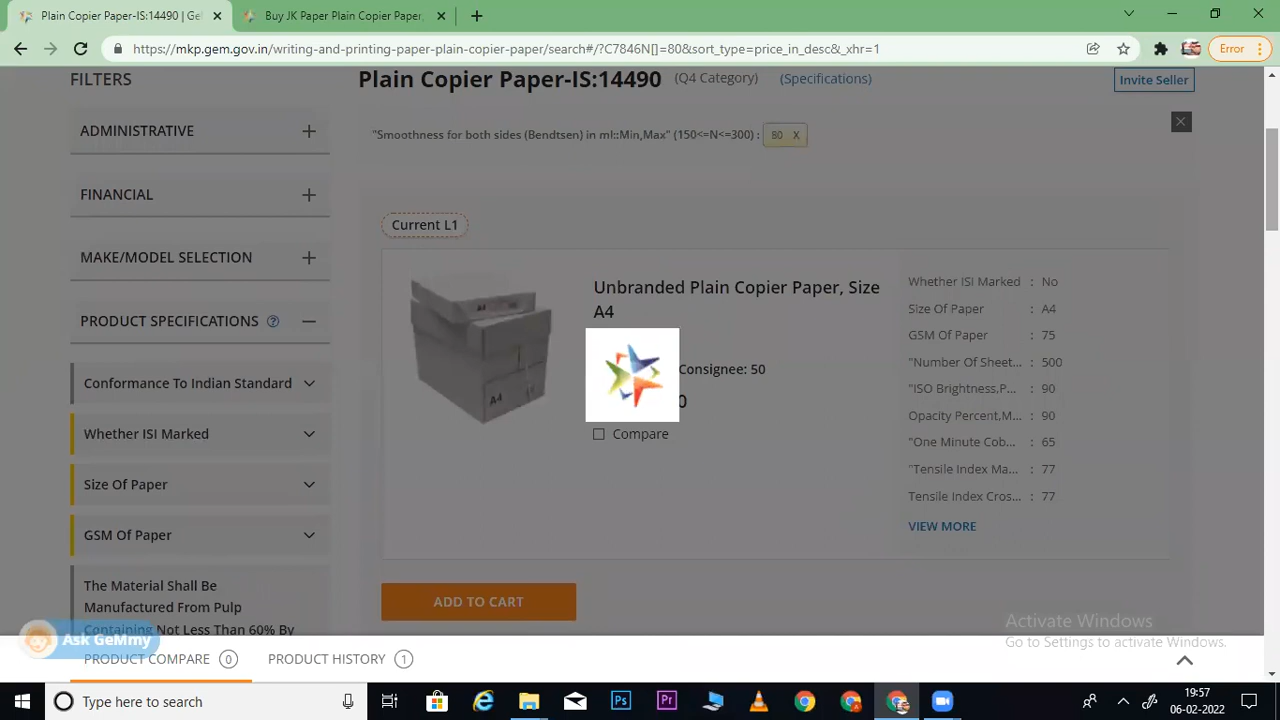 Plain Copier Paper-IS:14490 | Ge
Buy JK Paper Plain Copier Paper,
https://mkp.gem.gov.in/writing-and-printing-paper-plain-copier-paper/search#/?C7846N[]=80&sort_type=price_in_desc&_xhr=1
Error
FILTERS
Plain Copier Paper-IS:14490 (Q4 Category) (Specifications)
Invite Seller
ADMINISTRATIVE
"Smoothness for both sides (Bendtsen) in ml::Min,Max" (150<=N<=300) : 80 X
FINANCIAL
Current L1
MAKE/MODEL SELECTION
PRODUCT SPECIFICATIONS ?
Conformance To Indian Standard
Whether ISI Marked
Size Of Paper
GSM Of Paper
The Material Shall Be
Manufactured From Pulp
Containing Not Less Than 60% By
A4
Unbranded Plain Copier Paper, Size
A4
Consignee: 50
0
Compare
Whether ISI Marked : No
Size Of Paper : A4
GSM Of Paper : 75
"Number Of Sheet... : 500
"ISO Brightness,P... : 90
Opacity Percent,M... : 90
"One Minute Cob... : 65
"Tensile Index Ma... : 77
Tensile Index Cros... : 77
VIEW MORE
ADD TO CART
Activate Windows
Go to Settings to activate Windows.
Ask GeMmy
PRODUCT COMPARE 0
PRODUCT HISTORY 1
Type here to search
Ps
Pr
19:57
06-02-2022